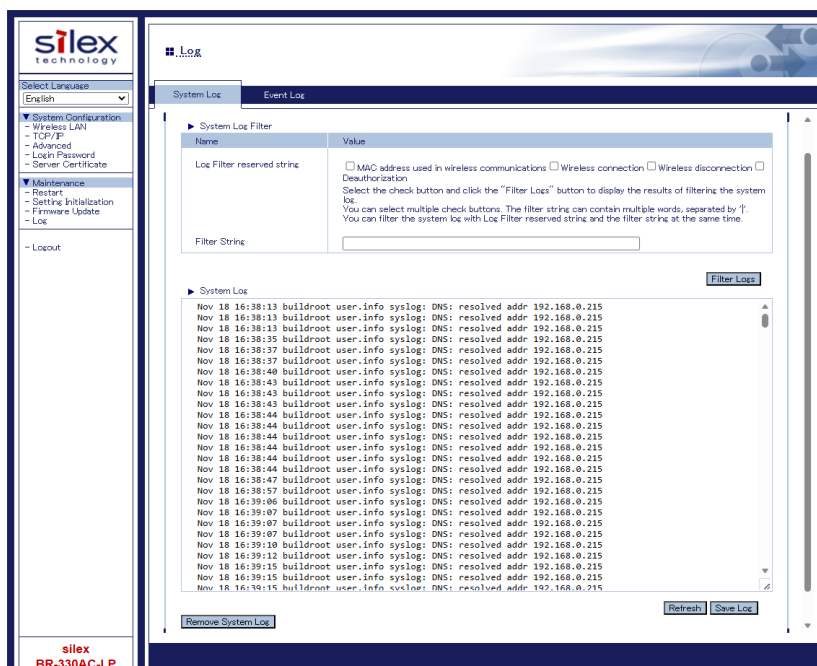 silex
technology
Select Language
English
▼ System Configuration
- Wireless LAN
- TCP/IP
- Advanced
- Login Password
- Server Certificate
▼ Maintenance
- Restart
- Setting Initialization
- Firmware Update
- Log
- Logout
silex
BR-330AC-LP
Log
System Log Event Log
▶ System Log Filter
Name Value
Log Filter reserved string
MAC address used in wireless communications Wireless connection Wireless disconnection
Deauthorization
Select the check button and click the "Filter Logs" button to display the results of filtering the system
log.
You can select multiple check buttons. The filter string can contain multiple words, separated by '|'.
You can filter the system log with Log Filter reserved string and the filter string at the same time.
Filter String
Filter Logs
▶ System Log
Nov 18 16:38:13 buildroot user.info syslog: DNS: resolved addr 192.168.0.215
Nov 18 16:38:13 buildroot user.info syslog: DNS: resolved addr 192.168.0.215
Nov 18 16:38:13 buildroot user.info syslog: DNS: resolved addr 192.168.0.215
Nov 18 16:38:35 buildroot user.info syslog: DNS: resolved addr 192.168.0.215
Nov 18 16:38:37 buildroot user.info syslog: DNS: resolved addr 192.168.0.215
Nov 18 16:38:37 buildroot user.info syslog: DNS: resolved addr 192.168.0.215
Nov 18 16:38:40 buildroot user.info syslog: DNS: resolved addr 192.168.0.215
Nov 18 16:38:43 buildroot user.info syslog: DNS: resolved addr 192.168.0.215
Nov 18 16:38:43 buildroot user.info syslog: DNS: resolved addr 192.168.0.215
Nov 18 16:38:43 buildroot user.info syslog: DNS: resolved addr 192.168.0.215
Nov 18 16:38:44 buildroot user.info syslog: DNS: resolved addr 192.168.0.215
Nov 18 16:38:44 buildroot user.info syslog: DNS: resolved addr 192.168.0.215
Nov 18 16:38:44 buildroot user.info syslog: DNS: resolved addr 192.168.0.215
Nov 18 16:38:44 buildroot user.info syslog: DNS: resolved addr 192.168.0.215
Nov 18 16:38:44 buildroot user.info syslog: DNS: resolved addr 192.168.0.215
Nov 18 16:38:44 buildroot user.info syslog: DNS: resolved addr 192.168.0.215
Nov 18 16:38:47 buildroot user.info syslog: DNS: resolved addr 192.168.0.215
Nov 18 16:38:57 buildroot user.info syslog: DNS: resolved addr 192.168.0.215
Nov 18 16:39:06 buildroot user.info syslog: DNS: resolved addr 192.168.0.215
Nov 18 16:39:07 buildroot user.info syslog: DNS: resolved addr 192.168.0.215
Nov 18 16:39:07 buildroot user.info syslog: DNS: resolved addr 192.168.0.215
Nov 18 16:39:07 buildroot user.info syslog: DNS: resolved addr 192.168.0.215
Nov 18 16:39:10 buildroot user.info syslog: DNS: resolved addr 192.168.0.215
Nov 18 16:39:12 buildroot user.info syslog: DNS: resolved addr 192.168.0.215
Nov 18 16:39:15 buildroot user.info syslog: DNS: resolved addr 192.168.0.215
Nov 18 16:39:15 buildroot user.info syslog: DNS: resolved addr 192.168.0.215
Nov 18 16:39:15 buildroot user.info syslog: DNS: resolved addr 192.168.0.215
Refresh Save Log
Remove System Log